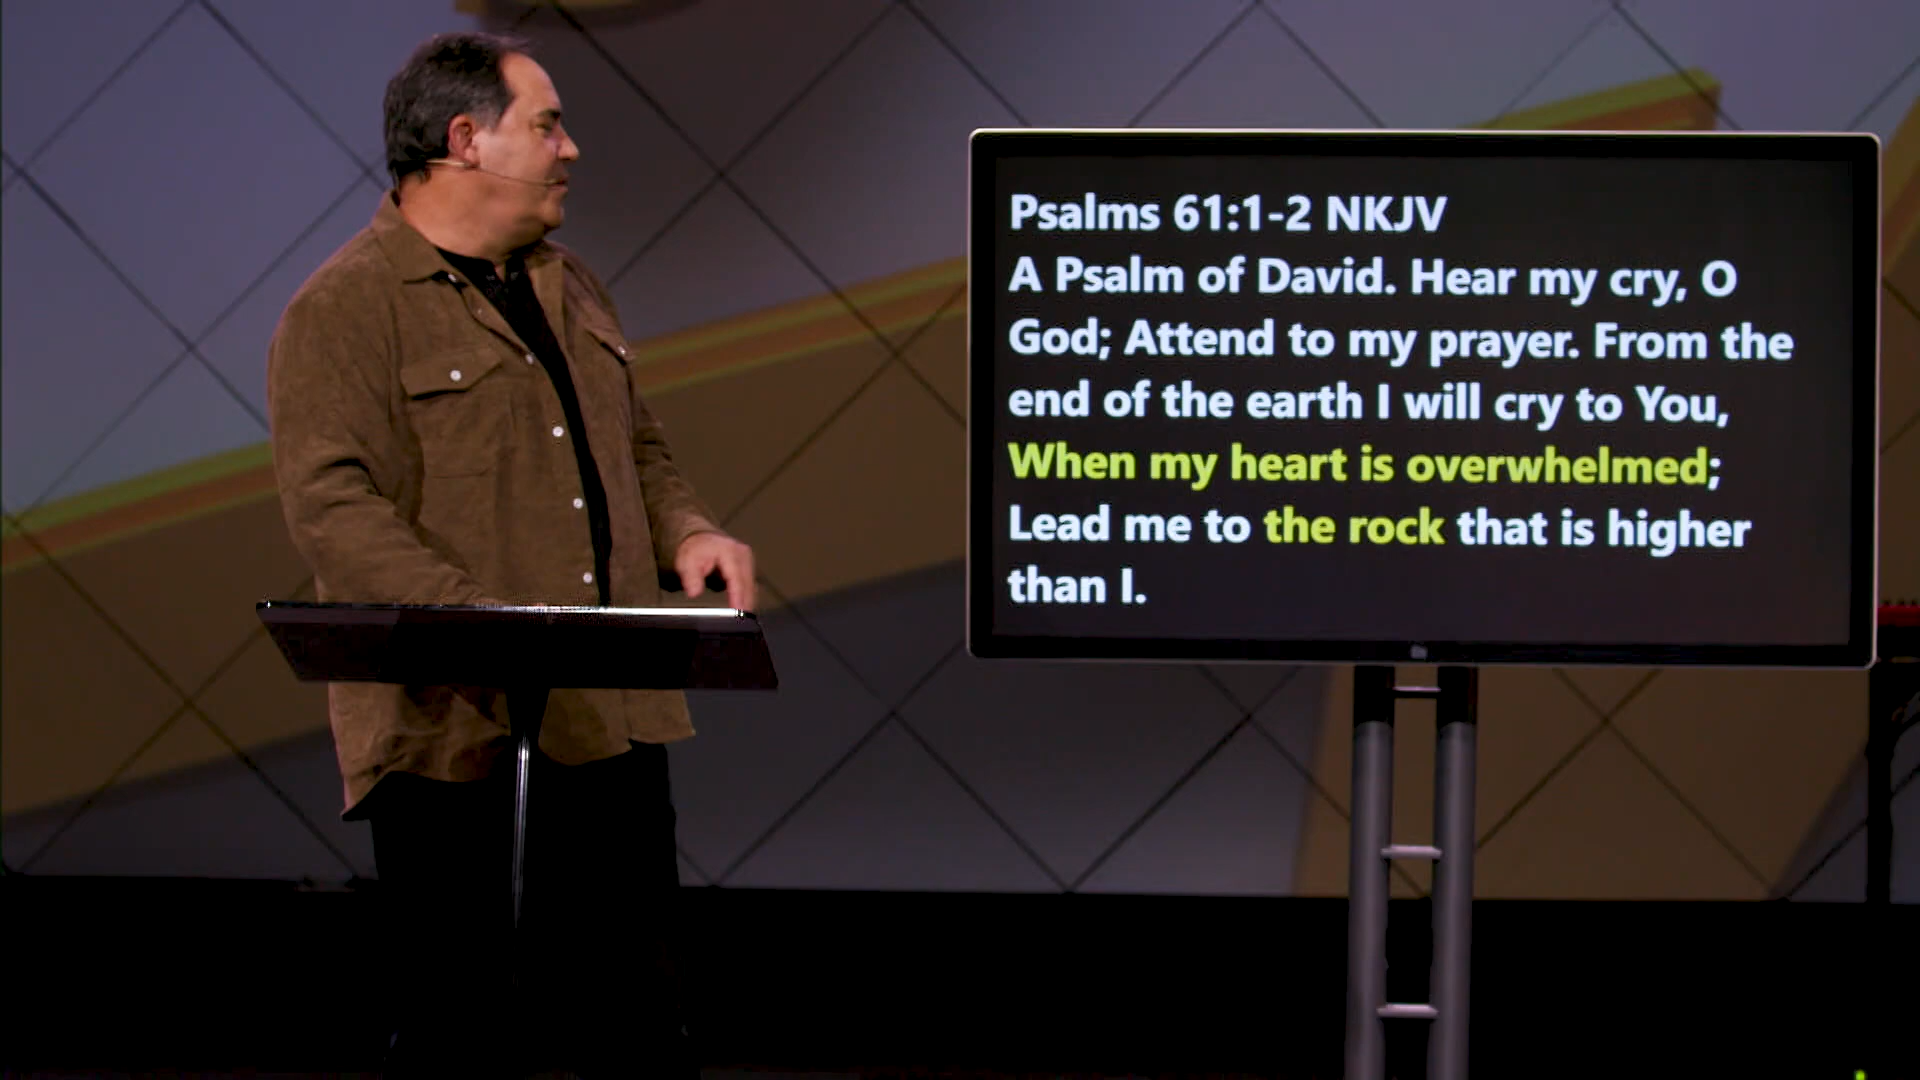 Psalms 61:1-2 NKJV
A Psalm of David. Hear my cry, O
God; Attend to my prayer. From the
end of the earth I will cry to You,
When my heart is overwhelmed;
Lead me to the rock that is higher
than I.